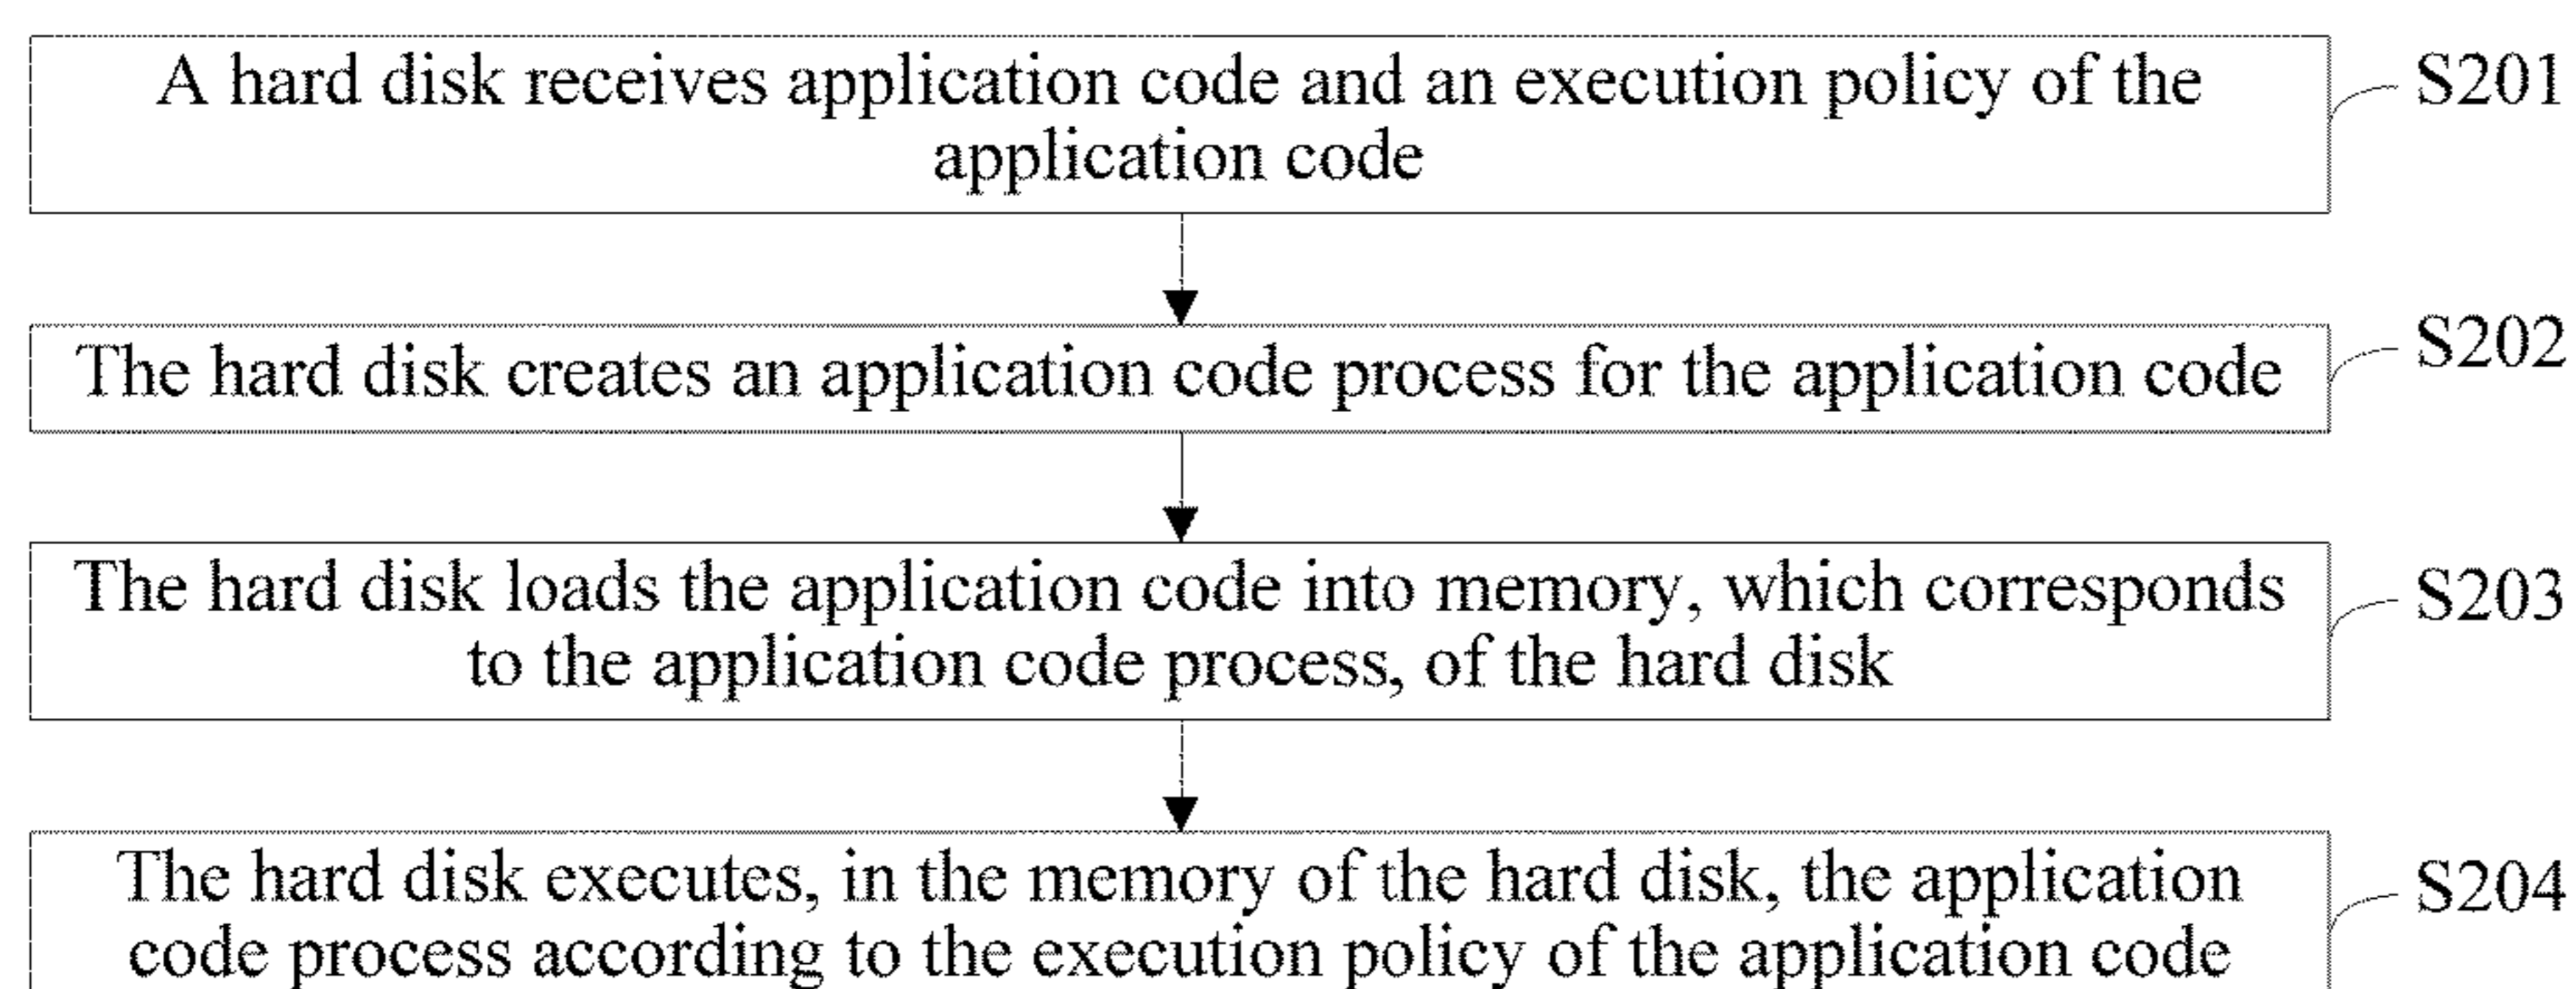 A hard disk receives application code and an execution policy of the
application code
S201
The hard disk creates an application code process for the application code
S202
The hard disk loads the application code into memory, which corresponds
to the application code process, of the hard disk
S203
The hard disk executes, in the memory of the hard disk, the application
code process according to the execution policy of the application code
S204